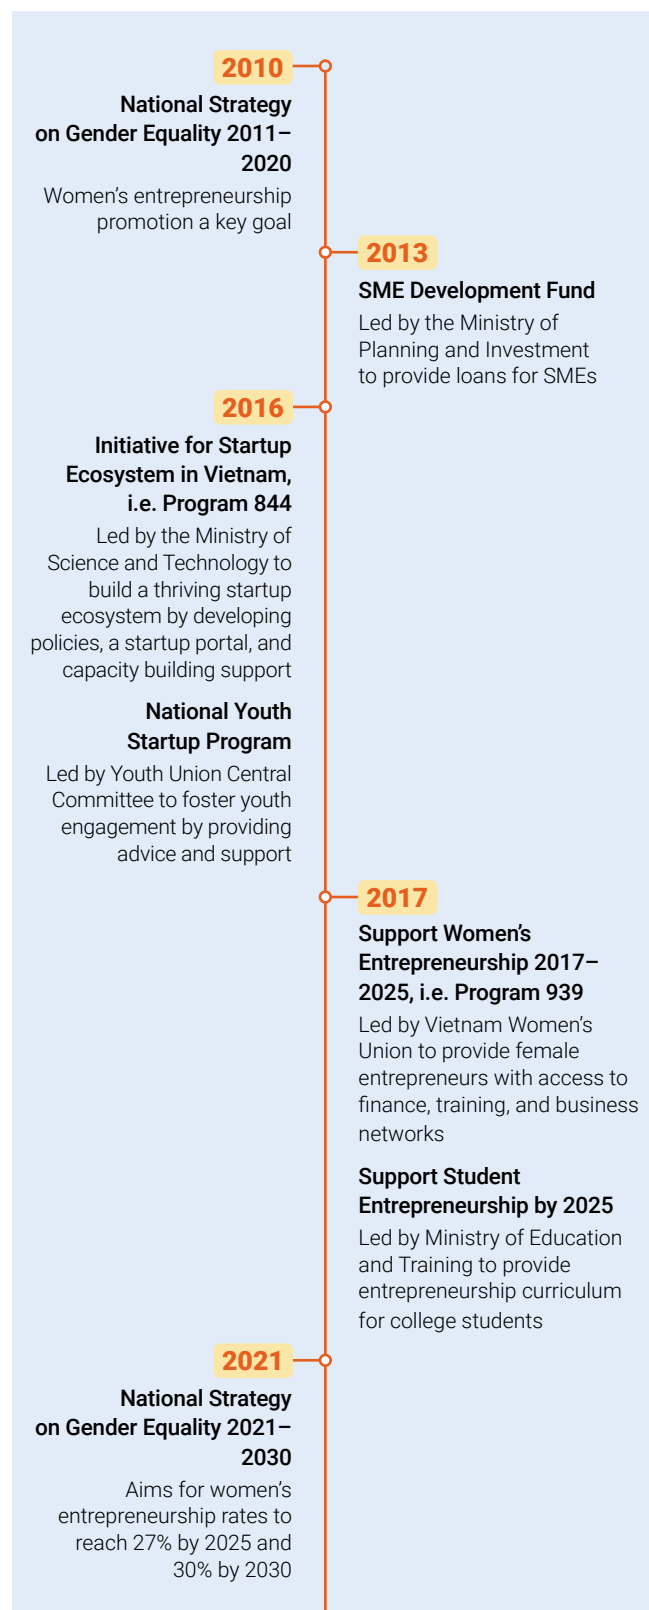 2010
National Strategy
on Gender Equality 2011–
2020
Women’s entrepreneurship
promotion a key goal
2013
SME Development Fund
Led by the Ministry of
Planning and Investment
to provide loans for SMEs
2016
Initiative for Startup
Ecosystem in Vietnam,
i.e. Program 844
Led by the Ministry of
Science and Technology to
build a thriving startup
ecosystem by developing
policies, a startup portal, and
capacity building support
National Youth
Startup Program
Led by Youth Union Central
Committee to foster youth
engagement by providing
advice and support
2017
Support Women’s
Entrepreneurship 2017–
2025, i.e. Program 939
Led by Vietnam Women’s
Union to provide female
entrepreneurs with access to
finance, training, and business
networks
Support Student
Entrepreneurship by 2025
Led by Ministry of Education
and Training to provide
entrepreneurship curriculum
for college students
2021
National Strategy
on Gender Equality 2021–
2030
Aims for women’s
entrepreneurship rates to
reach 27% by 2025 and
30% by 2030